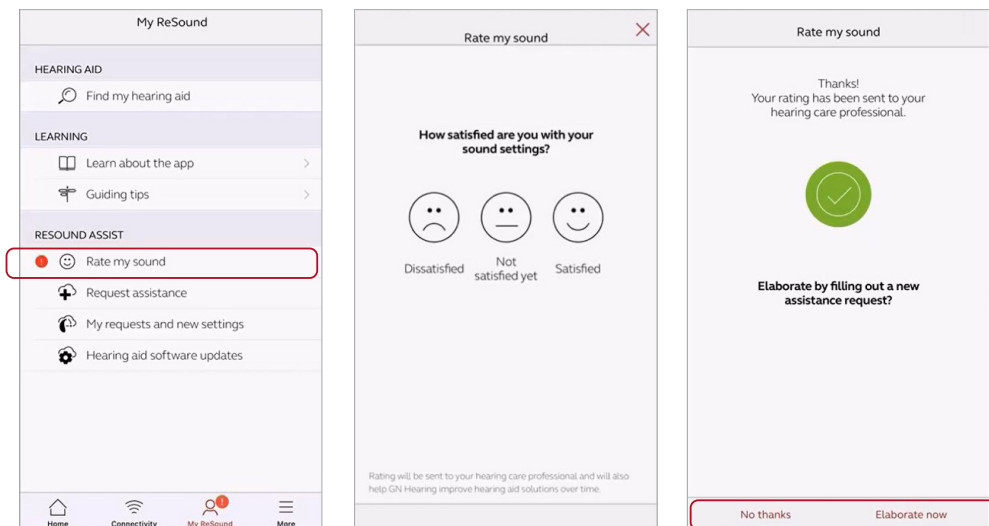 My ReSound
HEARING AID
Find my hearing aid
LEARNING
Learn about the app
Guiding tips
RESOUND ASSIST
! Rate my sound
Request assistance
My requests and new settings
Hearing aid software updates
!
Home Connectivity My ReSound More
Rate my sound
How satisfied are you with your
sound settings?
Dissatisfied Not satisfied yet Satisfied
Rating will be sent to your hearing care professional and will also
help GN Hearing improve hearing aid solutions over time.
Rate my sound
Thanks!
Your rating has been sent to your
hearing care professional.
Elaborate by filling out a new
assistance request?
No thanks Elaborate now